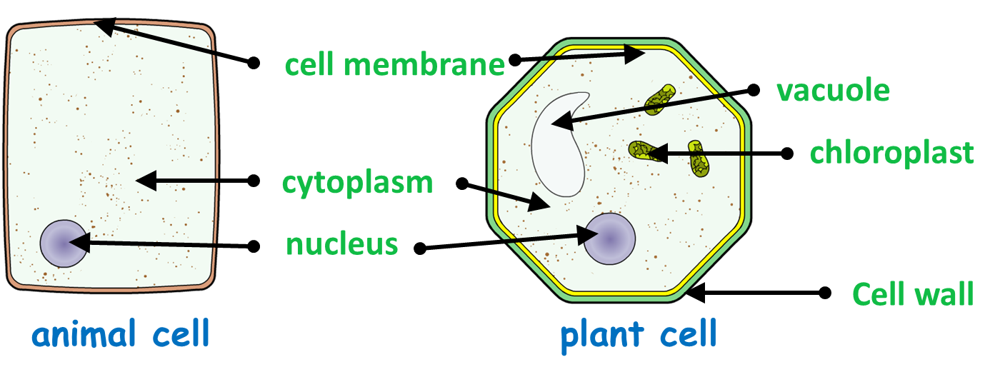 cell membrane
vacuole
chloroplast
cytoplasm
nucleus
Cell wall
animal cell
plant cell